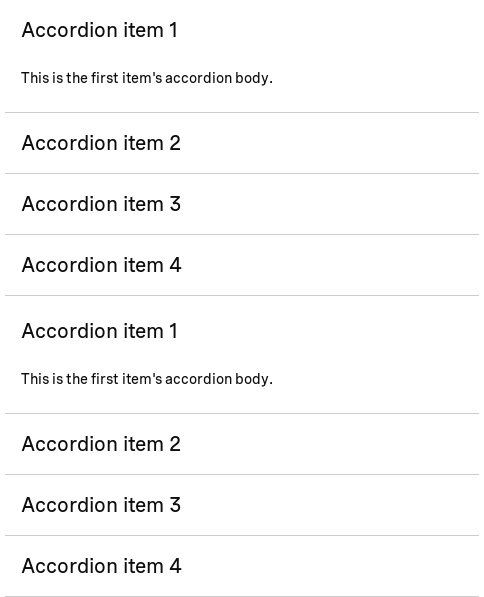 Accordion item 1
This is the first item's accordion body.
Accordion item 2
Accordion item 3
Accordion item 4
Accordion item 1
This is the first item's accordion body.
Accordion item 2
Accordion item 3
Accordion item 4